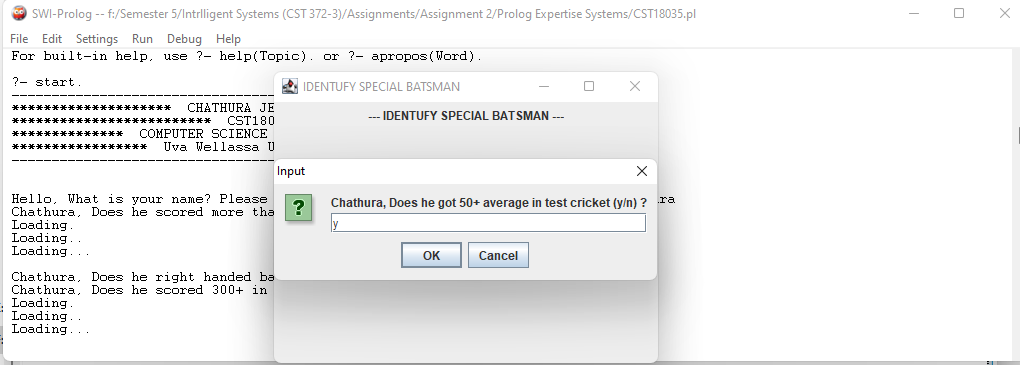 SWI-Prolog -- f:/Semester 5/Intrlligent Systems (CST 372-3)/Assignments/Assignment 2/Prolog Expertise Systems/CST18035.pl
File Edit Settings Run Debug Help
For built-in help, use ?- help(Topic). or ?- apropos(Word).
?- start.
******************* CHATHURA JE
************************* CST180
************** COMPUTER SCIENCE
***************** Uva Wellassa U
Hello, What is your name? Please
Chathura, Does he scored more tha
Loading.
Loading..
Loading...
Chathura, Does he right handed ba
Chathura, Does he scored 300+ in
Loading.
Loading..
Loading...
IDENTUFY SPECIAL BATSMAN
--- IDENTUFY SPECIAL BATSMAN ---
Input
Chathura, Does he got 50+ average in test cricket (y/n) ?
y
OK Cancel